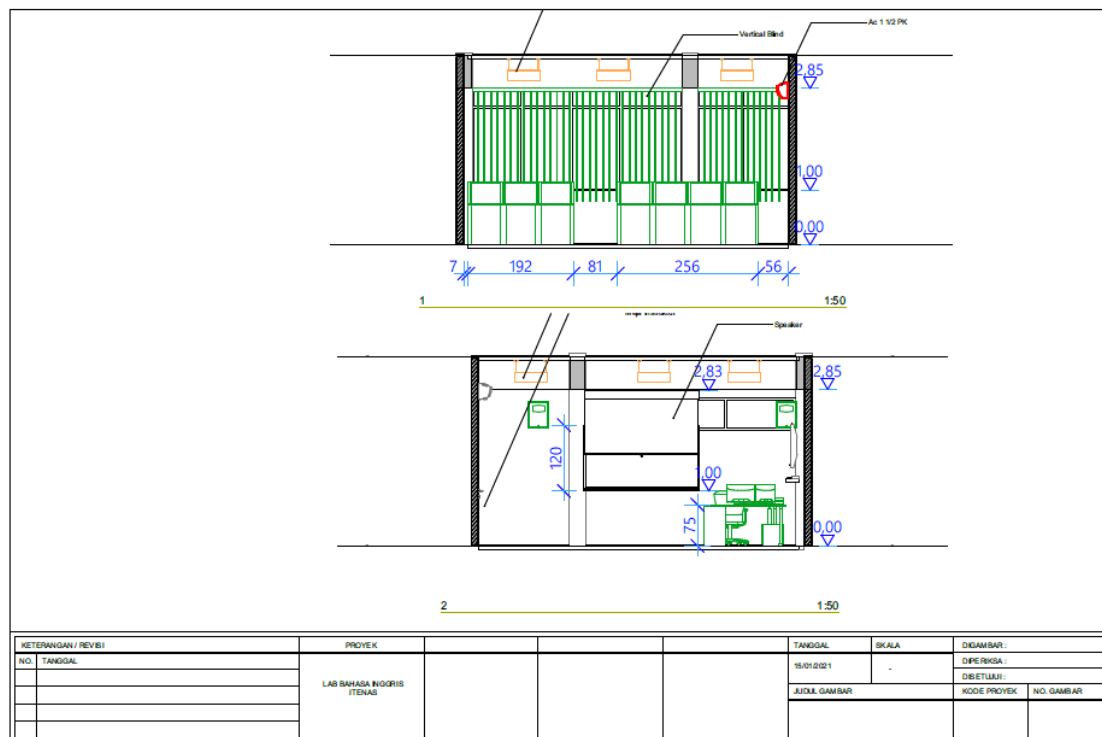 Ac 1 1/2 PK
Vertical Blind
2,85
1,00
0,00
7 192 81 256 56
1 1:50
Speaker
2,83 2,85
120
1,00
75
0,00
2 1:50
KETERANGAN / REVISI PROYEK TANGGAL SKALA DIGAMBAR :
NO. TANGGAL 15/01/2021 - DIPERIKSA :
LAB BAHASA INGGRIS
ITENAS
DISETUJUI :
JUDUL GAMBAR KODE PROYEK NO. GAMBAR